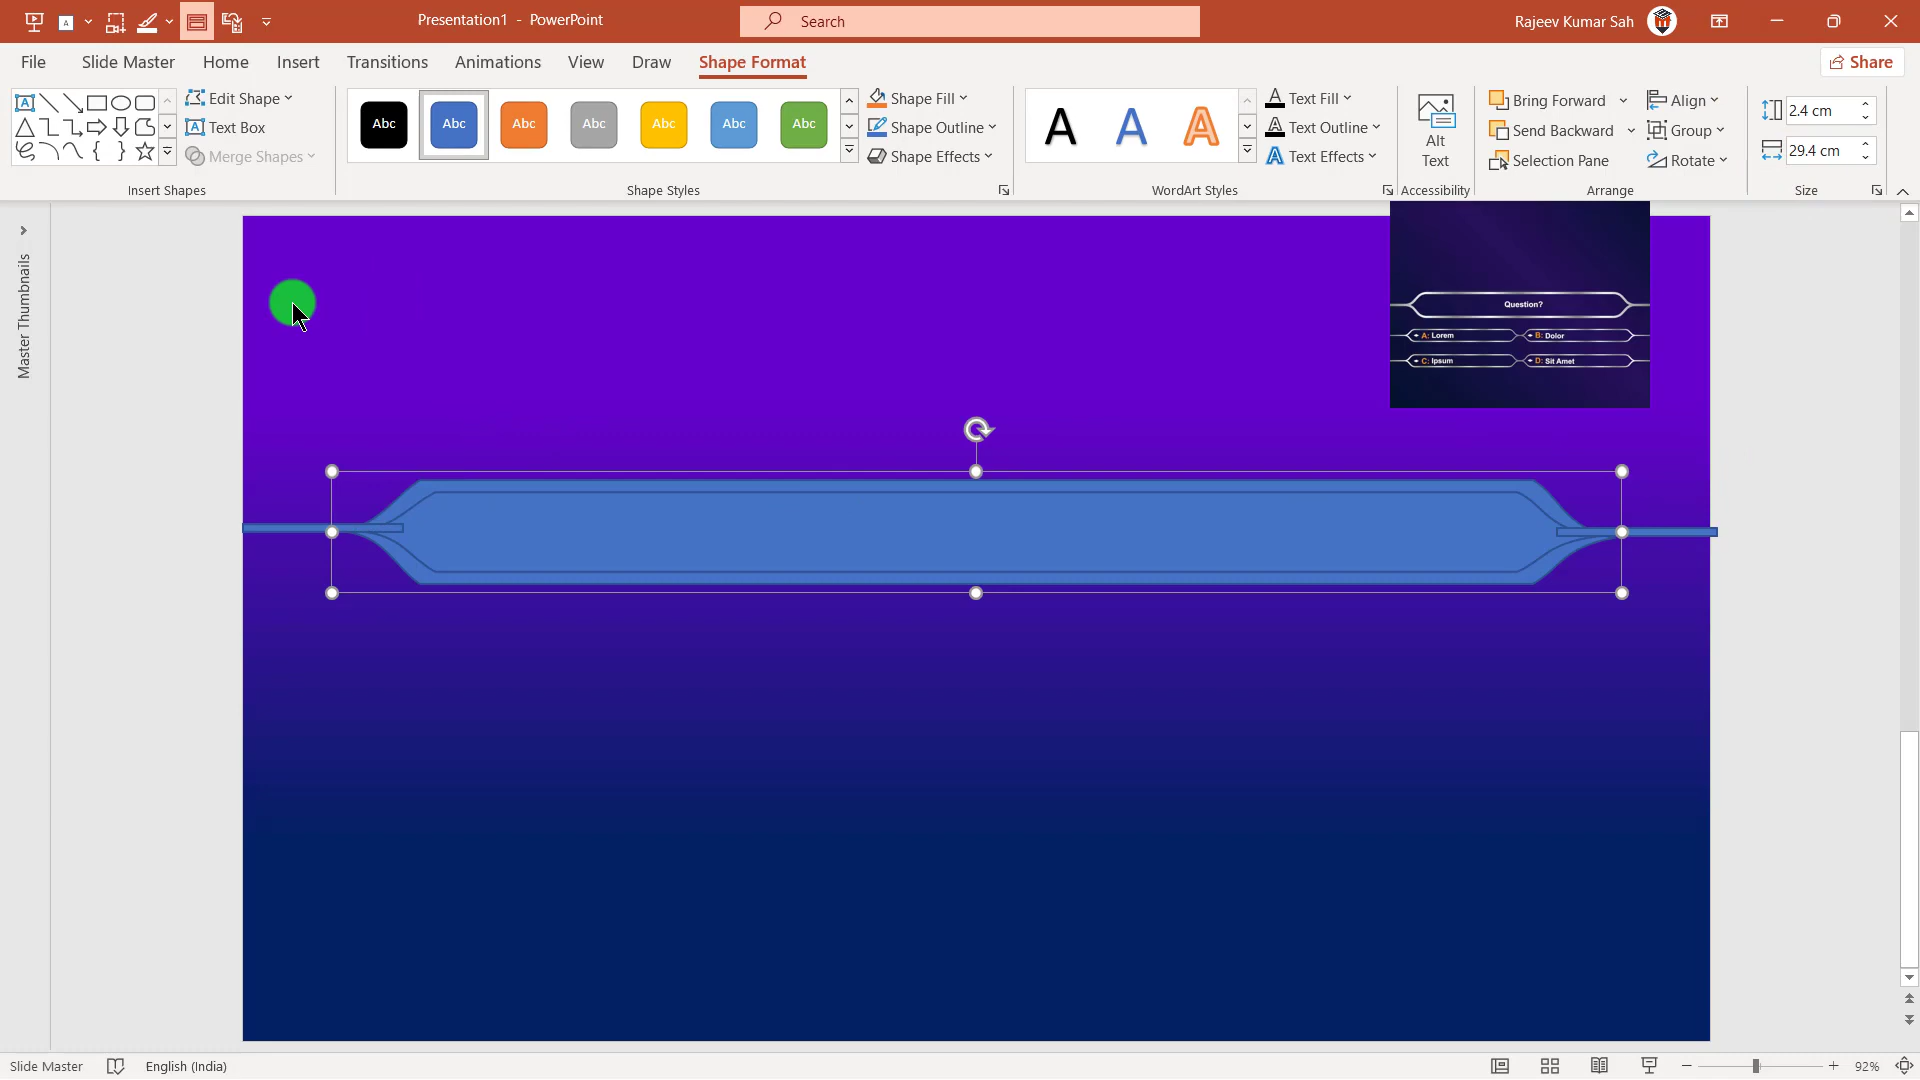 A
Presentation1 - PowerPoint
Search
Rajeev Kumar Sah
File
Slide Master
Home
Insert
Transitions
Animations
View
Draw
Shape Format
Share
Edit Shape
Text Box
Merge Shapes
Insert Shapes
Abc
Abc
Abc
Abc
Abc
Abc
Abc
Shape Styles
Shape Fill
Shape Outline
Shape Effects
A A A
WordArt Styles
Text Fill
Text Outline
Text Effects
Alt
Text
Accessibility
Bring Forward
Send Backward
Selection Pane
Align
Group
Rotate
Arrange
2.4 cm
29.4 cm
Size
Master Thumbnails
Question?
A: Lorem
B: Dolor
C: Ipsum
D: Sit Amet
Slide Master
English (India)
92%